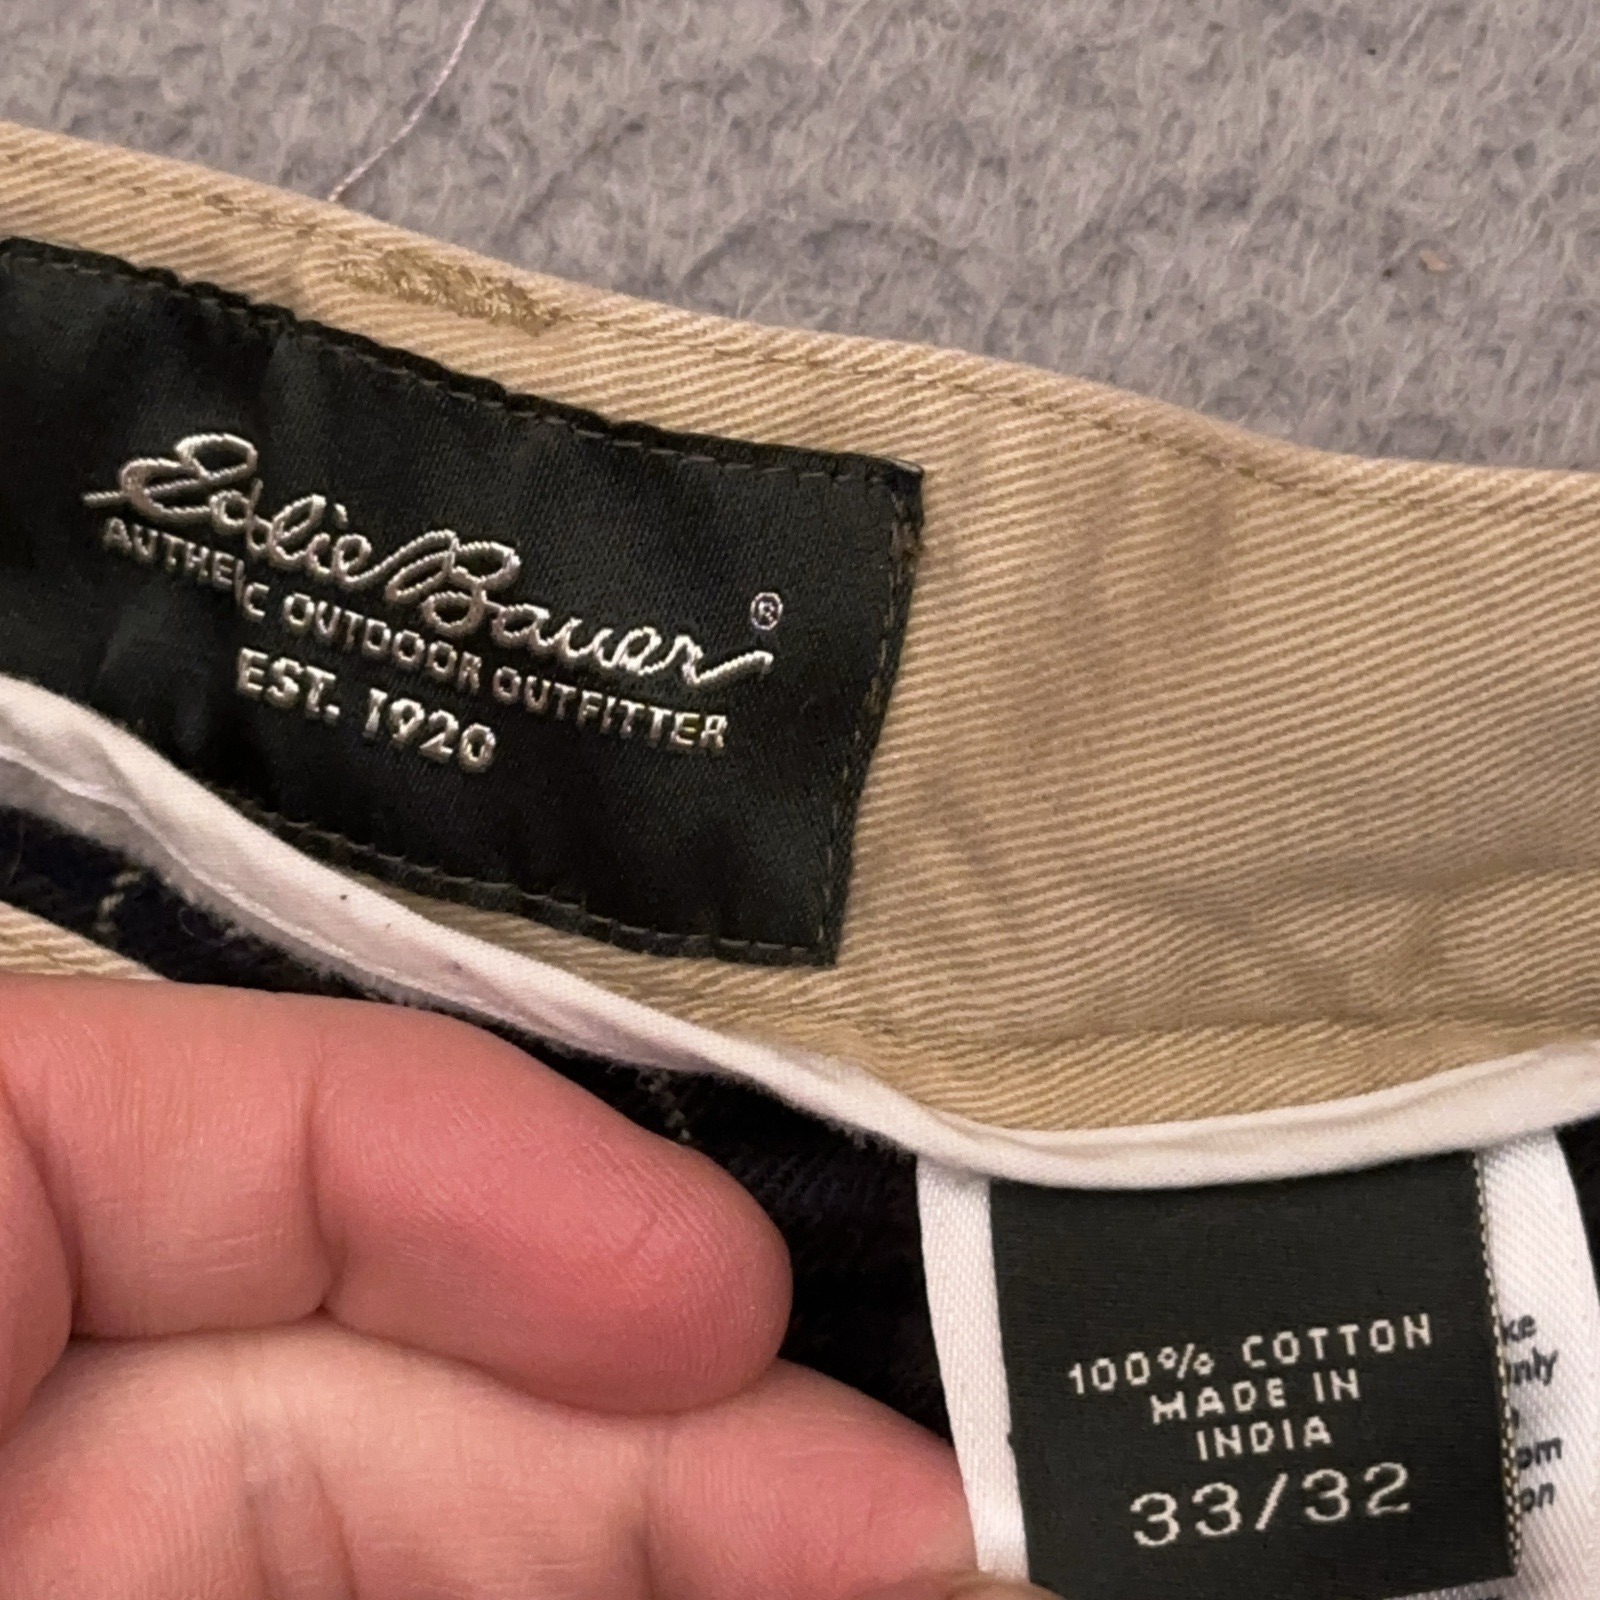 Eddie Bauer®
AUTHENTIC OUTDOOR OUTFITTER
EST. 1920
100% COTTON
MADE IN
INDIA
33/32